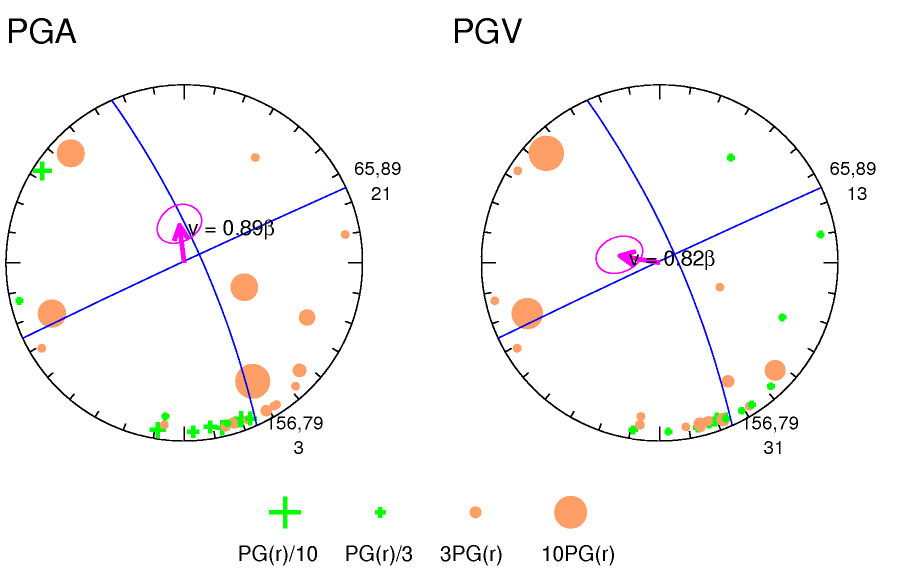 PGA
PGV
65,89
21
v = 0.89β
156,79
3
65,89
13
v = 0.82β
156,79
31
PG(r)/10
PG(r)/3
3PG(r)
10PG(r)